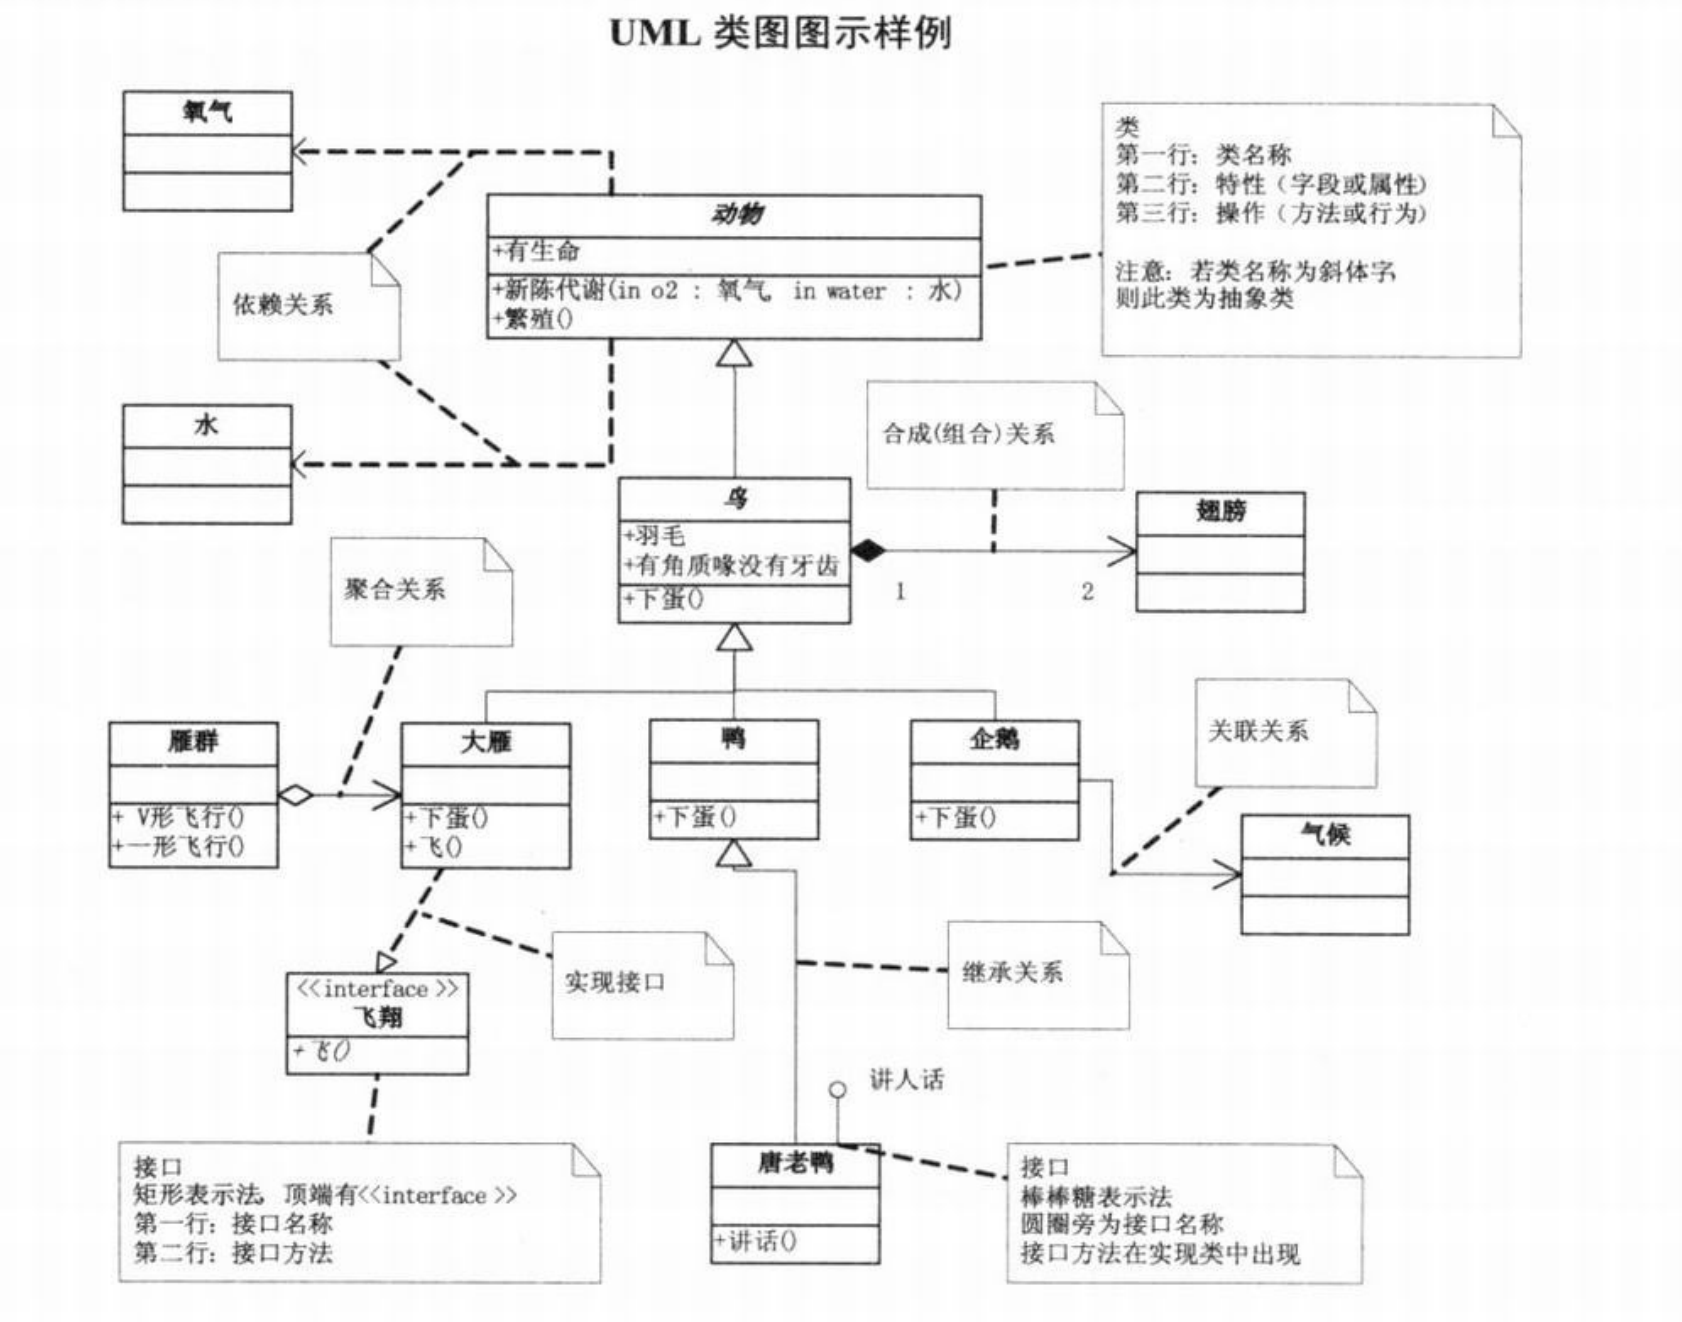 UML 类图图示样例
氧气
类
第一行：类名称
第二行：特性（字段或属性）
第三行：操作（方法或行为）
注意：若类名称为斜体字，
则此类为抽象类
动物
+有生命
+新陈代谢(in o2 : 氧气, in water : 水)
+繁殖()
依赖关系
水
合成(组合)关系
鸟
+羽毛
+有角质喙没有牙齿
+下蛋()
1
2
翅膀
聚合关系
雁群
+ V形飞行()
+一形飞行()
大雁
+下蛋()
+飞()
鸭
+下蛋()
企鹅
+下蛋()
关联关系
气候
<<interface>>
飞翔
+飞()
实现接口
继承关系
讲人话
唐老鸭
+讲话()
接口
矩形表示法，顶端有<<interface>>
第一行：接口名称
第二行：接口方法
接口
棒棒糖表示法
圆圈旁为接口名称
接口方法在实现类中出现